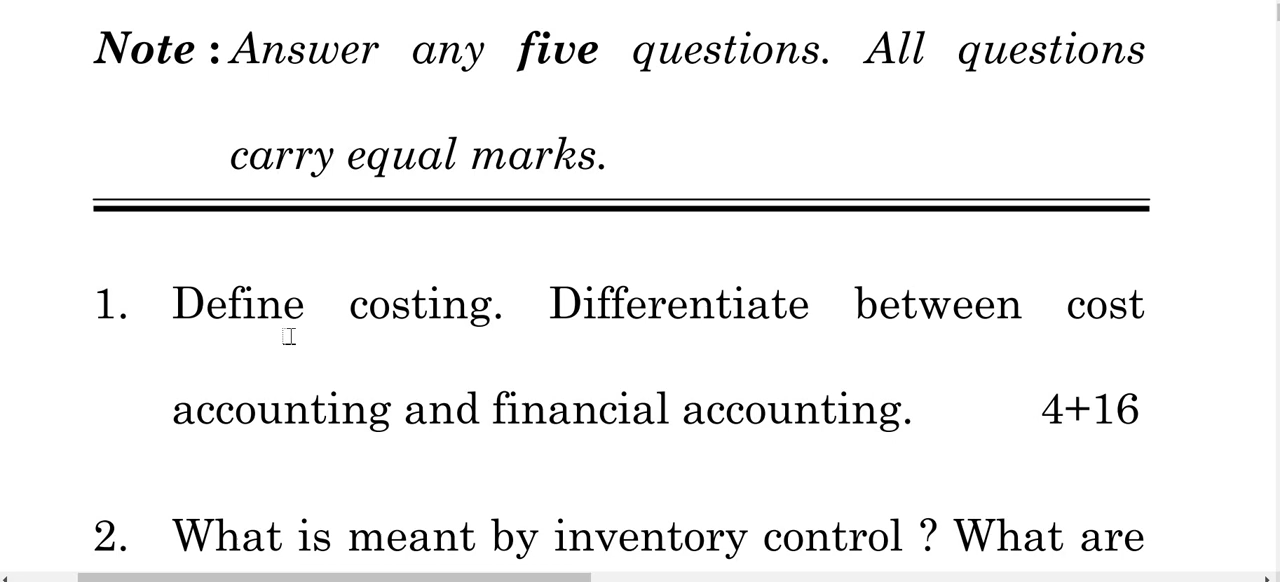 Note : Answer any five questions. All questions
carry equal marks.
1. Define costing. Differentiate between cost
accounting and financial accounting. 4+16
2. What is meant by inventory control ? What are